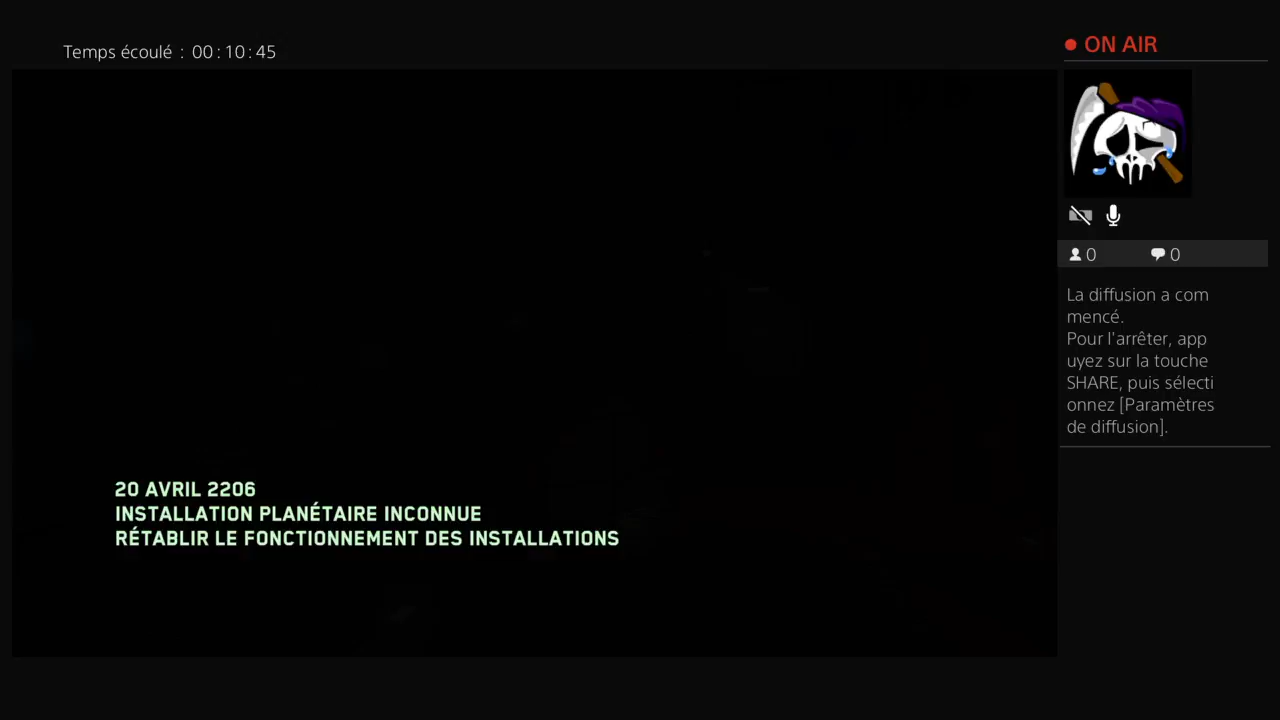 Temps écoulé : 00:10:45
ON AIR
0
0
La diffusion a com
mencé.
Pour l'arrêter, app
uyez sur la touche
SHARE, puis sélecti
onnez [Paramètres
de diffusion].
20 AVRIL 2206
INSTALLATION PLANÉTAIRE INCONNUE
RÉTABLIR LE FONCTIONNEMENT DES INSTALLATIONS